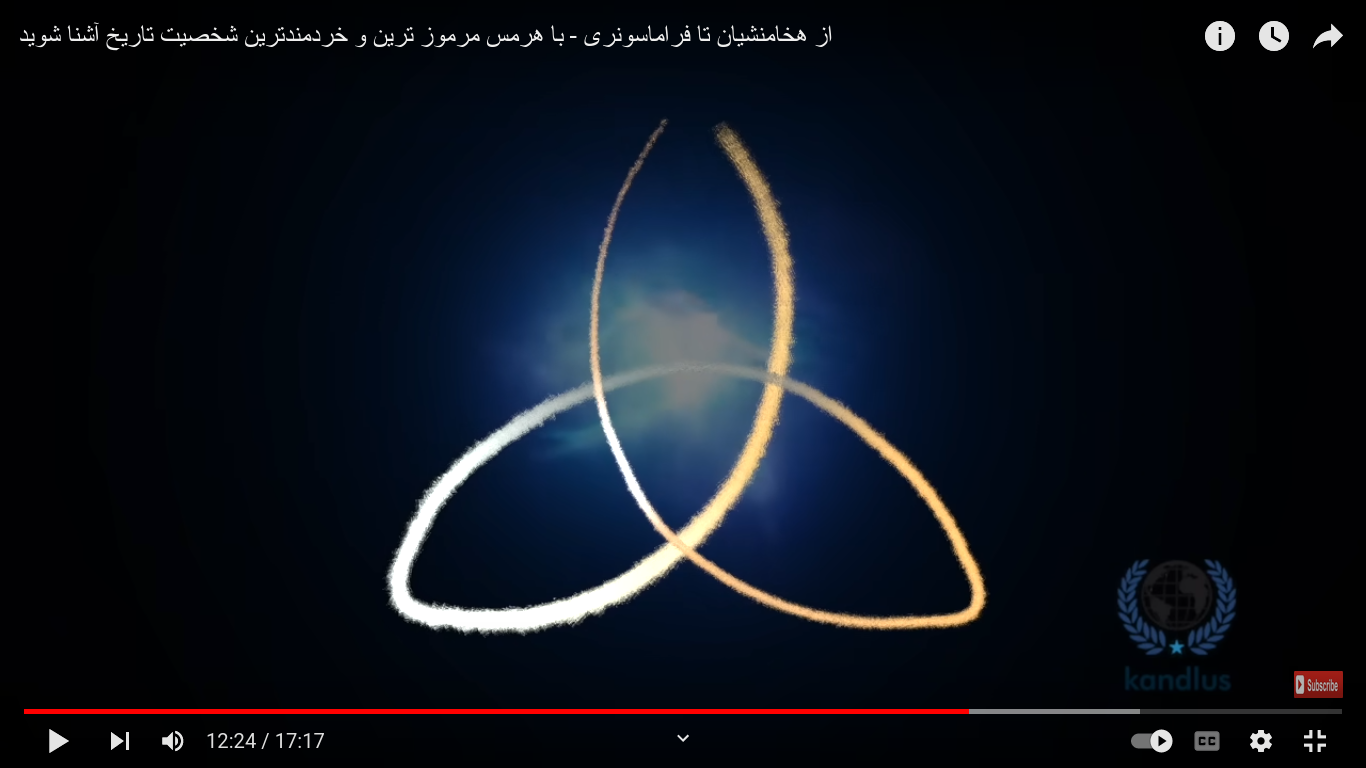 از هخامنشیان تا فراماسونری - با هرمس مرموز ترین و خردمندترین شخصیت تاریخ آشنا شوید
kandlus
Subscribe
12:24 / 17:17
CC